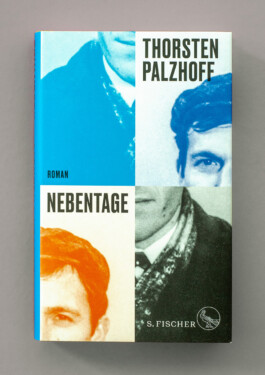 THORSTEN
PALZHOFF
ROMAN
NEBENTAGE
S. FISCHER